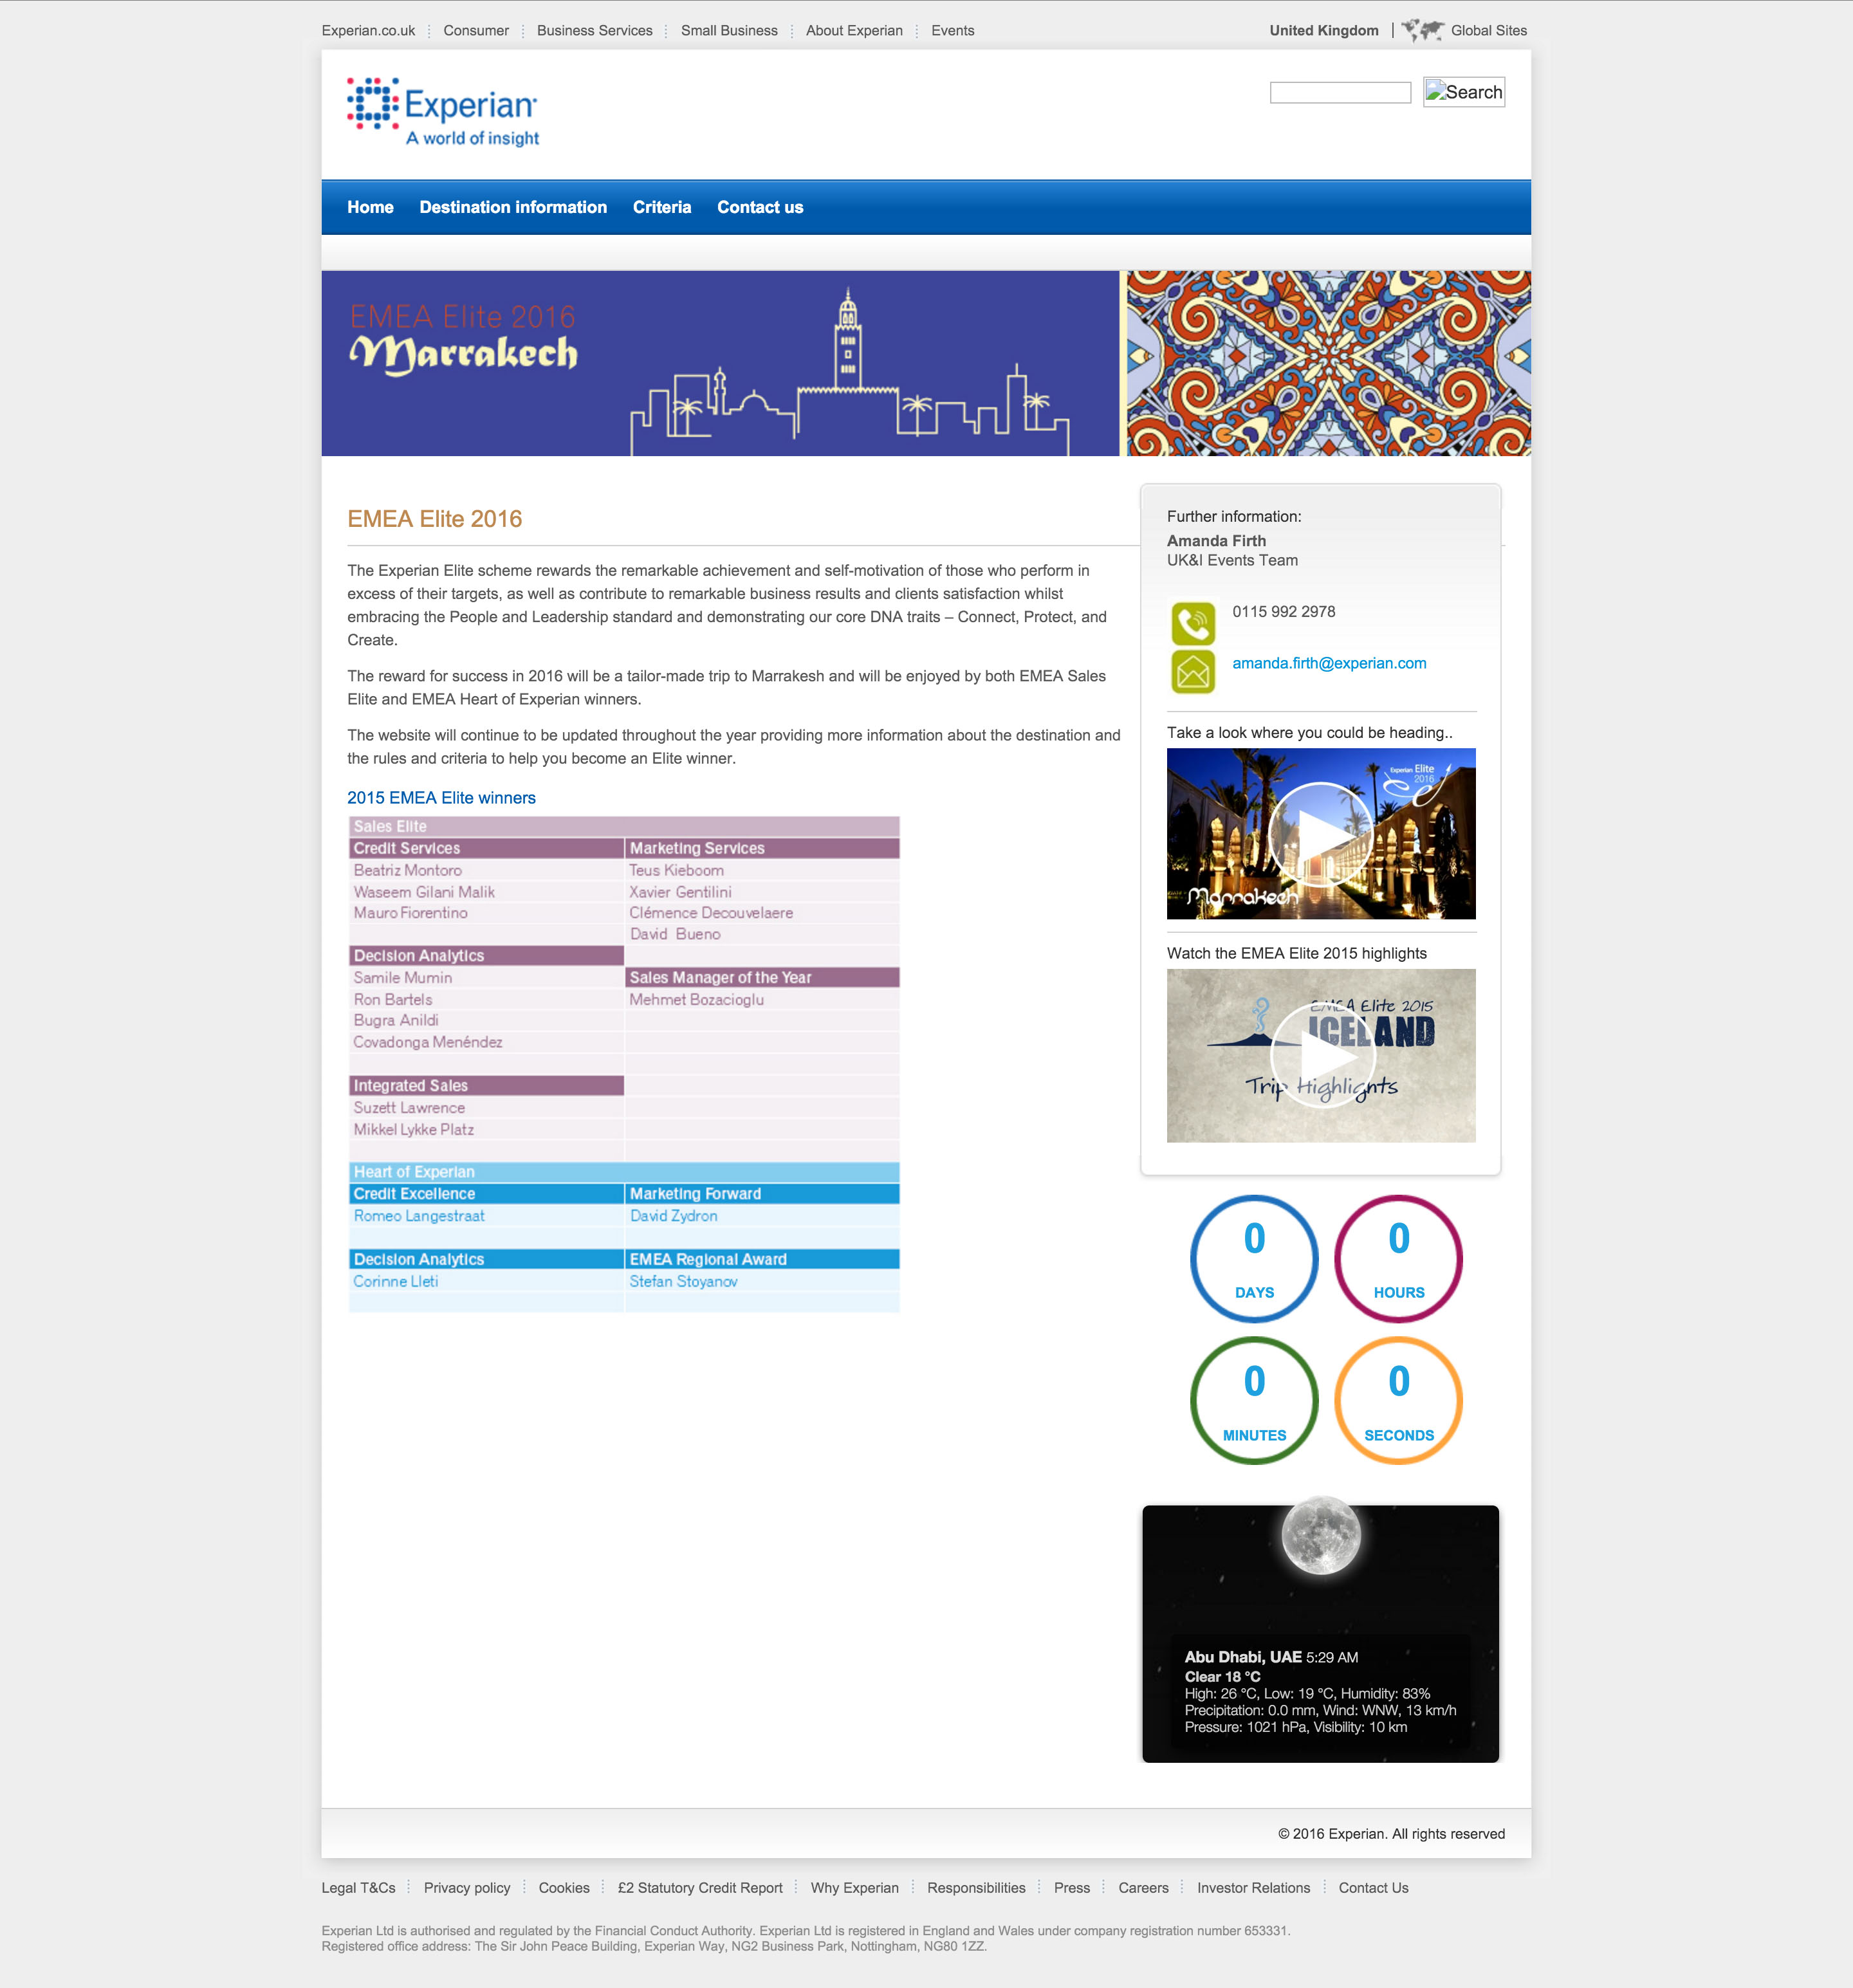 Experian.co.uk Consumer Business Services Small Business About Experian Events United Kingdom | Global Sites
Experian
A world of insight
Search
Home Destination information Criteria Contact us
EMEA Elite 2016
Marrakech
EMEA Elite 2016
The Experian Elite scheme rewards the remarkable achievement and self-motivation of those who perform in
excess of their targets, as well as contribute to remarkable business results and clients satisfaction whilst
embracing the People and Leadership standard and demonstrating our core DNA traits – Connect, Protect, and
Create.
The reward for success in 2016 will be a tailor-made trip to Marrakesh and will be enjoyed by both EMEA Sales
Elite and EMEA Heart of Experian winners.
The website will continue to be updated throughout the year providing more information about the destination and
the rules and criteria to help you become an Elite winner.
2015 EMEA Elite winners
Sales Elite
Credit Services Marketing Services
Beatriz Montoro Teus Kieboom
Waseem Gilani Malik Xavier Gentilini
Mauro Fiorentino Clémence Decouvelaere
David Bueno
Decision Analytics
Samile Mumin Sales Manager of the Year
Ron Bartels Mehmet Bozacioglu
Bugra Anildi
Covadonga Menéndez
Integrated Sales
Suzett Lawrence
Mikkel Lykke Platz
Heart of Experian
Credit Excellence Marketing Forward
Romeo Langestraat David Zydron
Decision Analytics EMEA Regional Award
Corinne Lleti Stefan Stoyanov
Further information:
Amanda Firth
UK&I Events Team
0115 992 2978
amanda.firth@experian.com
Take a look where you could be heading..
Experian Elite
2016
Marrakech
Watch the EMEA Elite 2015 highlights
EMEA Elite 2015
ICELAND
Trip Highlights
0 0
DAYS HOURS
0 0
MINUTES SECONDS
Abu Dhabi, UAE 5:29 AM
Clear 18 °C
High: 26 °C, Low: 19 °C, Humidity: 83%
Precipitation: 0.0 mm, Wind: WNW, 13 km/h
Pressure: 1021 hPa, Visibility: 10 km
© 2016 Experian. All rights reserved
Legal T&Cs Privacy policy Cookies £2 Statutory Credit Report Why Experian Responsibilities Press Careers Investor Relations Contact Us
Experian Ltd is authorised and regulated by the Financial Conduct Authority. Experian Ltd is registered in England and Wales under company registration number 653331.
Registered office address: The Sir John Peace Building, Experian Way, NG2 Business Park, Nottingham, NG80 1ZZ.